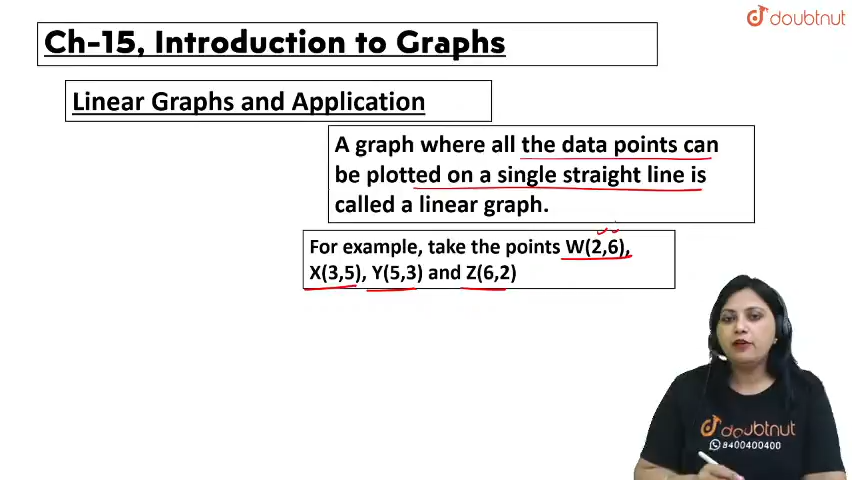 doubtnut
Ch-15, Introduction to Graphs
Linear Graphs and Application
A graph where all the data points can
be plotted on a single straight line is
called a linear graph.
For example, take the points W(2,6),
X(3,5), Y(5,3) and Z(6,2)
doubtnut
8400400400